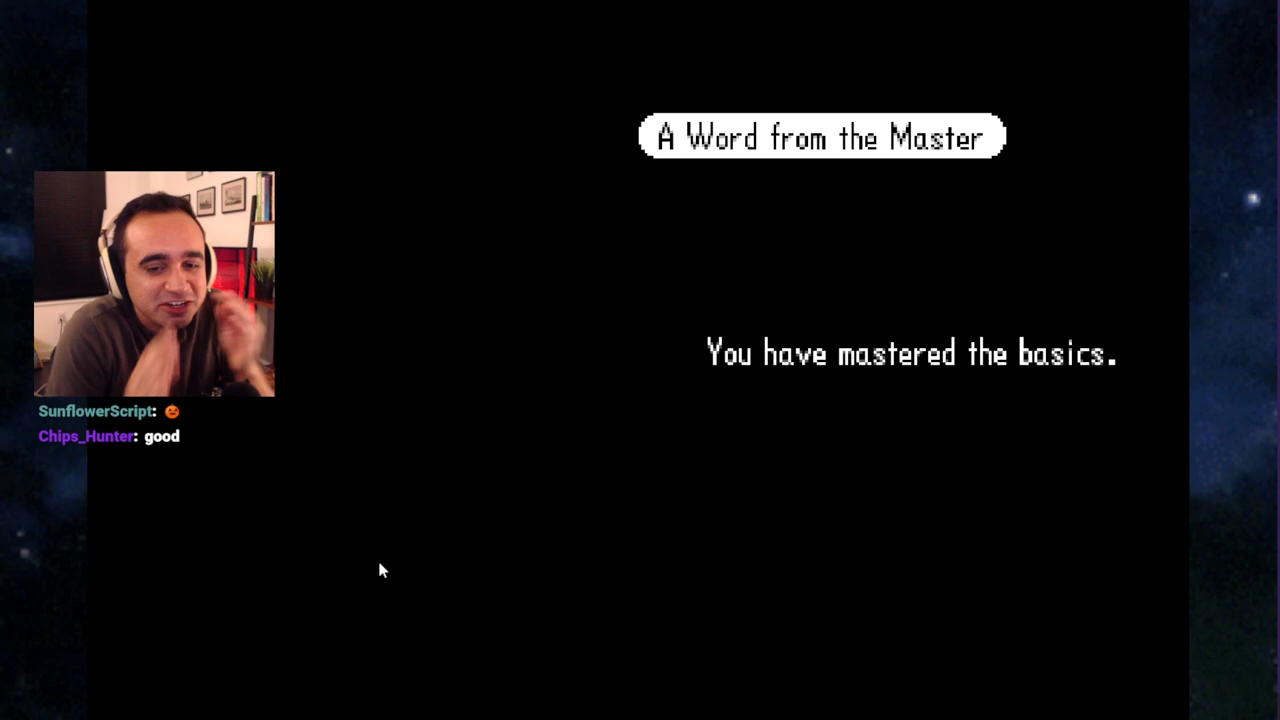 A Word from the Master
You have mastered the basics.
SunflowerScript: 🎃
Chips_Hunter: good